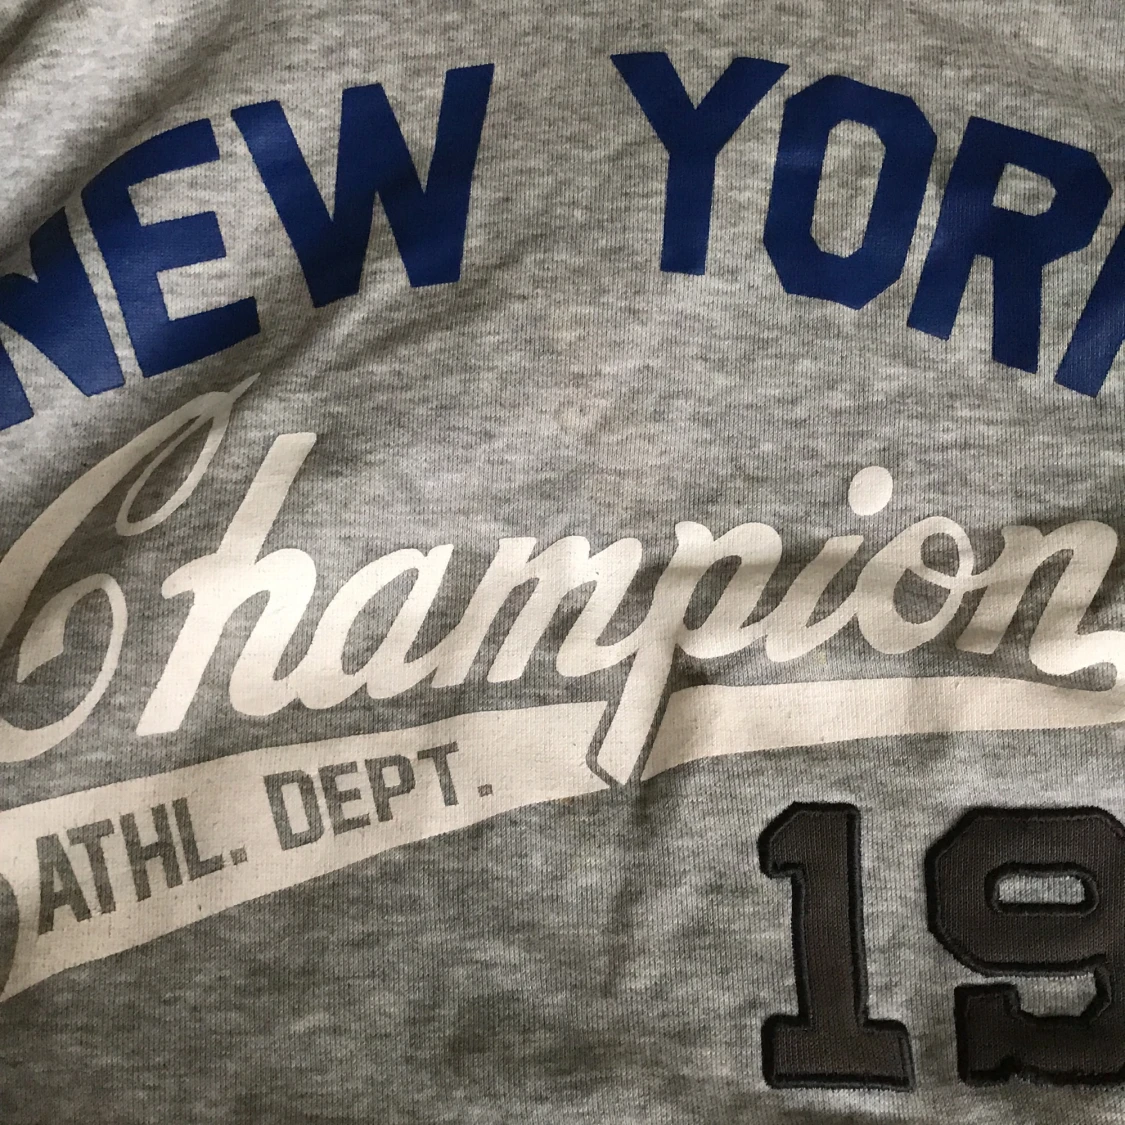 NEW YORK
Champion
ATHL. DEPT.
19